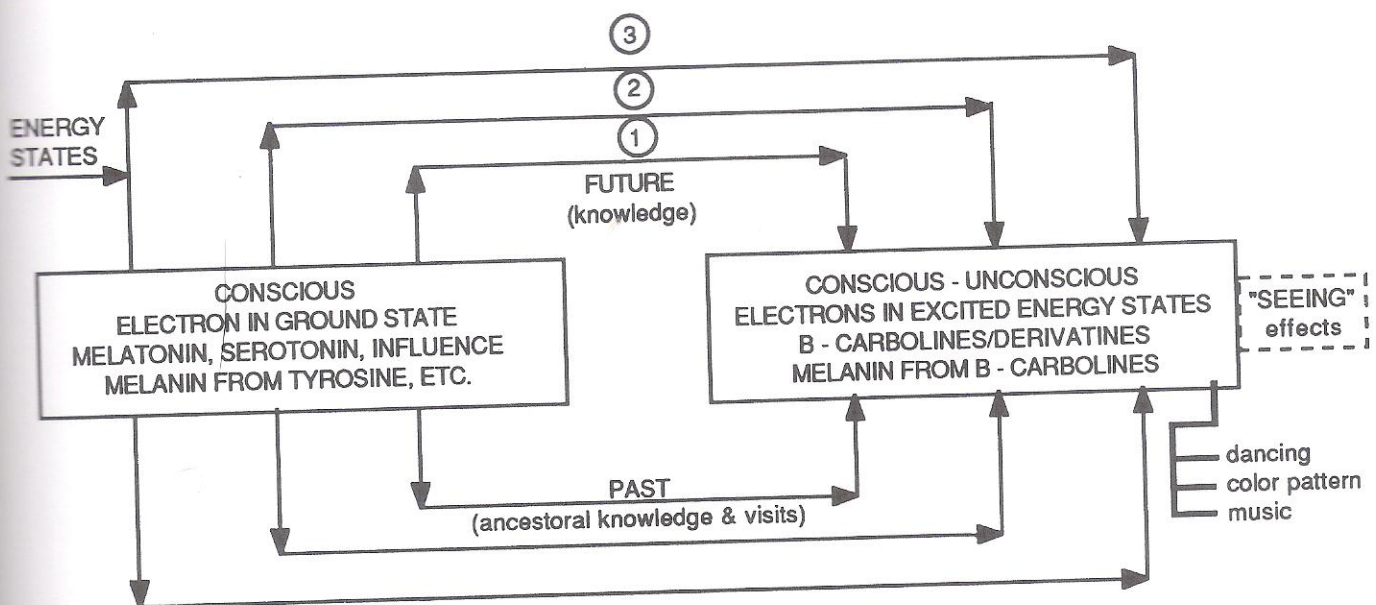 3
2
ENERGY
STATES
1
FUTURE
(knowledge)
CONSCIOUS
ELECTRON IN GROUND STATE
MELATONIN, SEROTONIN, INFLUENCE
MELANIN FROM TYROSINE, ETC.
CONSCIOUS - UNCONSCIOUS
ELECTRONS IN EXCITED ENERGY STATES
B - CARBOLINES/DERIVATINES
MELANIN FROM B - CARBOLINES
"SEEING"
effects
PAST
(ancestoral knowledge & visits)
dancing
color pattern
music